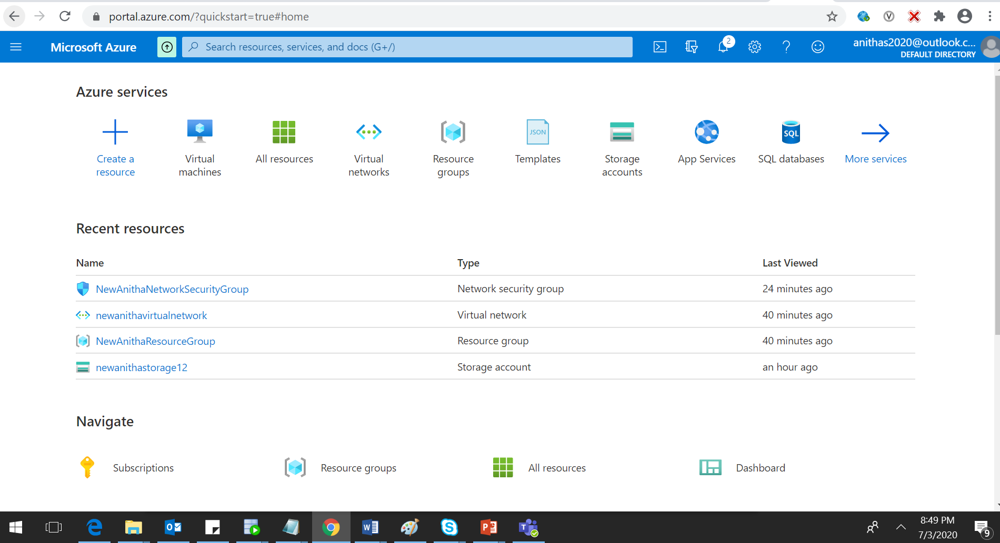 portal.azure.com/?quickstart=true#home
Microsoft Azure
Search resources, services, and docs (G+/)
2
anithas2020@outlook.c...
DEFAULT DIRECTORY
Azure services
Create a resource
Virtual machines
All resources
Virtual networks
Resource groups
JSON
Templates
Storage accounts
App Services
SQL
SQL databases
More services
Recent resources
Name Type Last Viewed
NewAnithaNetworkSecurityGroup Network security group 24 minutes ago
newanithavirtualnetwork Virtual network 40 minutes ago
NewAnithaResourceGroup Resource group 40 minutes ago
newanithastorage12 Storage account an hour ago
Navigate
Subscriptions Resource groups All resources Dashboard
8:49 PM
7/3/2020
9